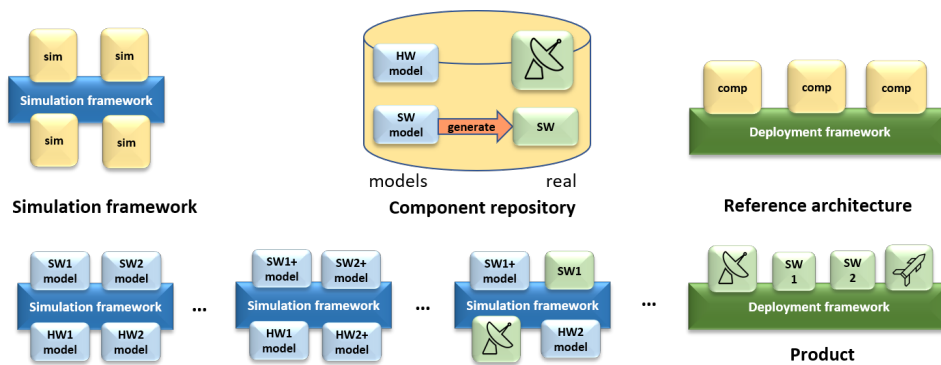 sim
sim
Simulation framework
sim
sim
Simulation framework
HW
model
SW
model
generate
SW
models
real
Component repository
comp
comp
comp
Deployment framework
Reference architecture
SW1
model
SW2
model
Simulation framework
HW1
model
HW2
model
...
SW1+
model
SW2+
model
Simulation framework
HW1
model
HW2+
model
...
SW1+
model
SW1
Simulation framework
HW2
model
...
SW
1
SW
2
Deployment framework
Product